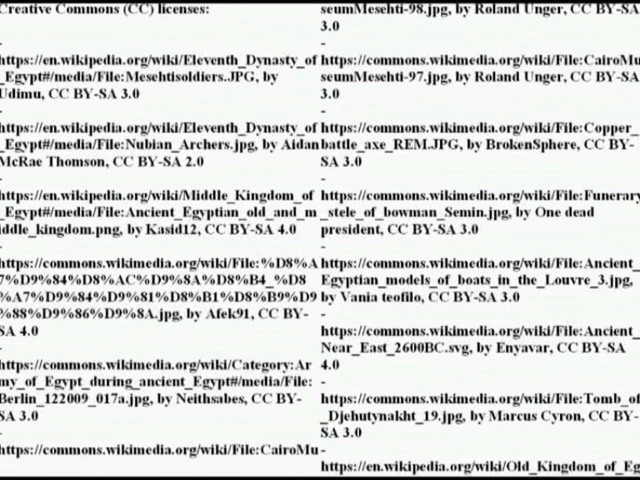 Creative Commons (CC) licenses:
-
https://en.wikipedia.org/wiki/Eleventh_Dynasty_of
_Egypt#/media/File:Mesehtisoldiers.JPG, by
Udimu, CC BY-SA 3.0
-
https://en.wikipedia.org/wiki/Eleventh_Dynasty_of
_Egypt#/media/File:Nubian_Archers.jpg, by Aidan
McRae Thomson, CC BY-SA 2.0
-
https://en.wikipedia.org/wiki/Middle_Kingdom_of
_Egypt#/media/File:Ancient_Egyptian_old_and_m
iddle_kingdom.png, by Kasid12, CC BY-SA 4.0
-
https://commons.wikimedia.org/wiki/File:%D8%A
7%D9%84%D8%AC%D9%8A%D8%B4_%D8
%A7%D9%84%D9%81%D8%B1%D8%B9%D9
%88%D9%86%D9%8A.jpg, by Afek91, CC BY-
SA 4.0
-
https://commons.wikimedia.org/wiki/Category:Ar
my_of_Egypt_during_ancient_Egypt#/media/File:
Berlin_122009_017a.jpg, by Neithsabes, CC BY-
SA 3.0
-
https://commons.wikimedia.org/wiki/File:CairoMu
seumMesehti-98.jpg, by Roland Unger, CC BY-SA
3.0
-
https://commons.wikimedia.org/wiki/File:CairoMu
seumMesehti-97.jpg, by Roland Unger, CC BY-SA
3.0
-
https://commons.wikimedia.org/wiki/File:Copper_
battle_axe_REM.JPG, by BrokenSphere, CC BY-
SA 3.0
-
https://commons.wikimedia.org/wiki/File:Funerary
_stele_of_bowman_Semin.jpg, by One dead
president, CC BY-SA 3.0
-
https://commons.wikimedia.org/wiki/File:Ancient_
Egyptian_models_of_boats_in_the_Louvre_3.jpg,
by Vania teofilo, CC BY-SA 3.0
-
https://commons.wikimedia.org/wiki/File:Ancient_
Near_East_2600BC.svg, by Enyavar, CC BY-SA
4.0
-
https://commons.wikimedia.org/wiki/File:Tomb_of
_Djehutynakht_19.jpg, by Marcus Cyron, CC BY-
SA 3.0
-
https://en.wikipedia.org/wiki/Old_Kingdom_of_Eg